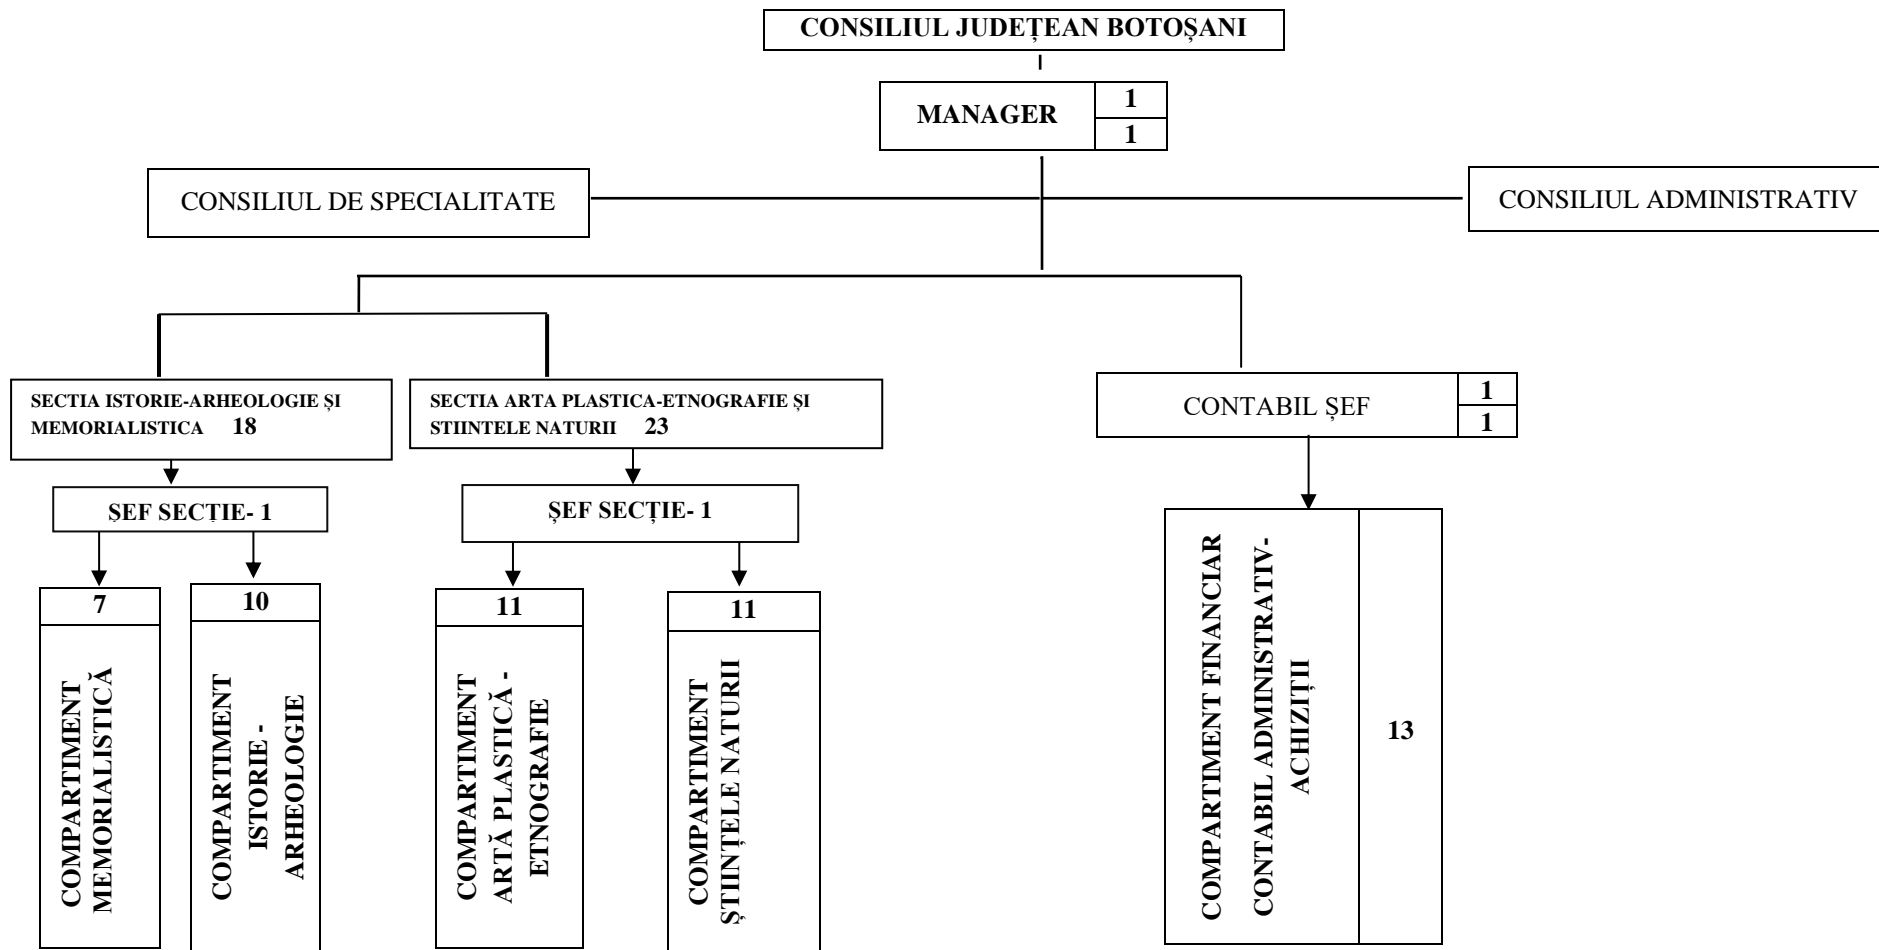 CONSILIUL JUDEȚEAN BOTOȘANI
MANAGER
1
1
CONSILIUL DE SPECIALITATE
CONSILIUL ADMINISTRATIV
SECTIA ISTORIE-ARHEOLOGIE ȘI
MEMORIALISTICA 18
SECTIA ARTA PLASTICA-ETNOGRAFIE ȘI
STIINTELE NATURII 23
CONTABIL ȘEF
1
1
ȘEF SECȚIE- 1
ȘEF SECȚIE- 1
7
COMPARTIMENT
MEMORIALISTICĂ
10
COMPARTIMENT
ISTORIE -
ARHEOLOGIE
11
COMPARTIMENT
ARTĂ PLASTICĂ -
ETNOGRAFIE
11
COMPARTIMENT
ȘTIINȚELE NATURII
COMPARTIMENT FINANCIAR
CONTABIL ADMINISTRATIV-
ACHIZIȚII
13